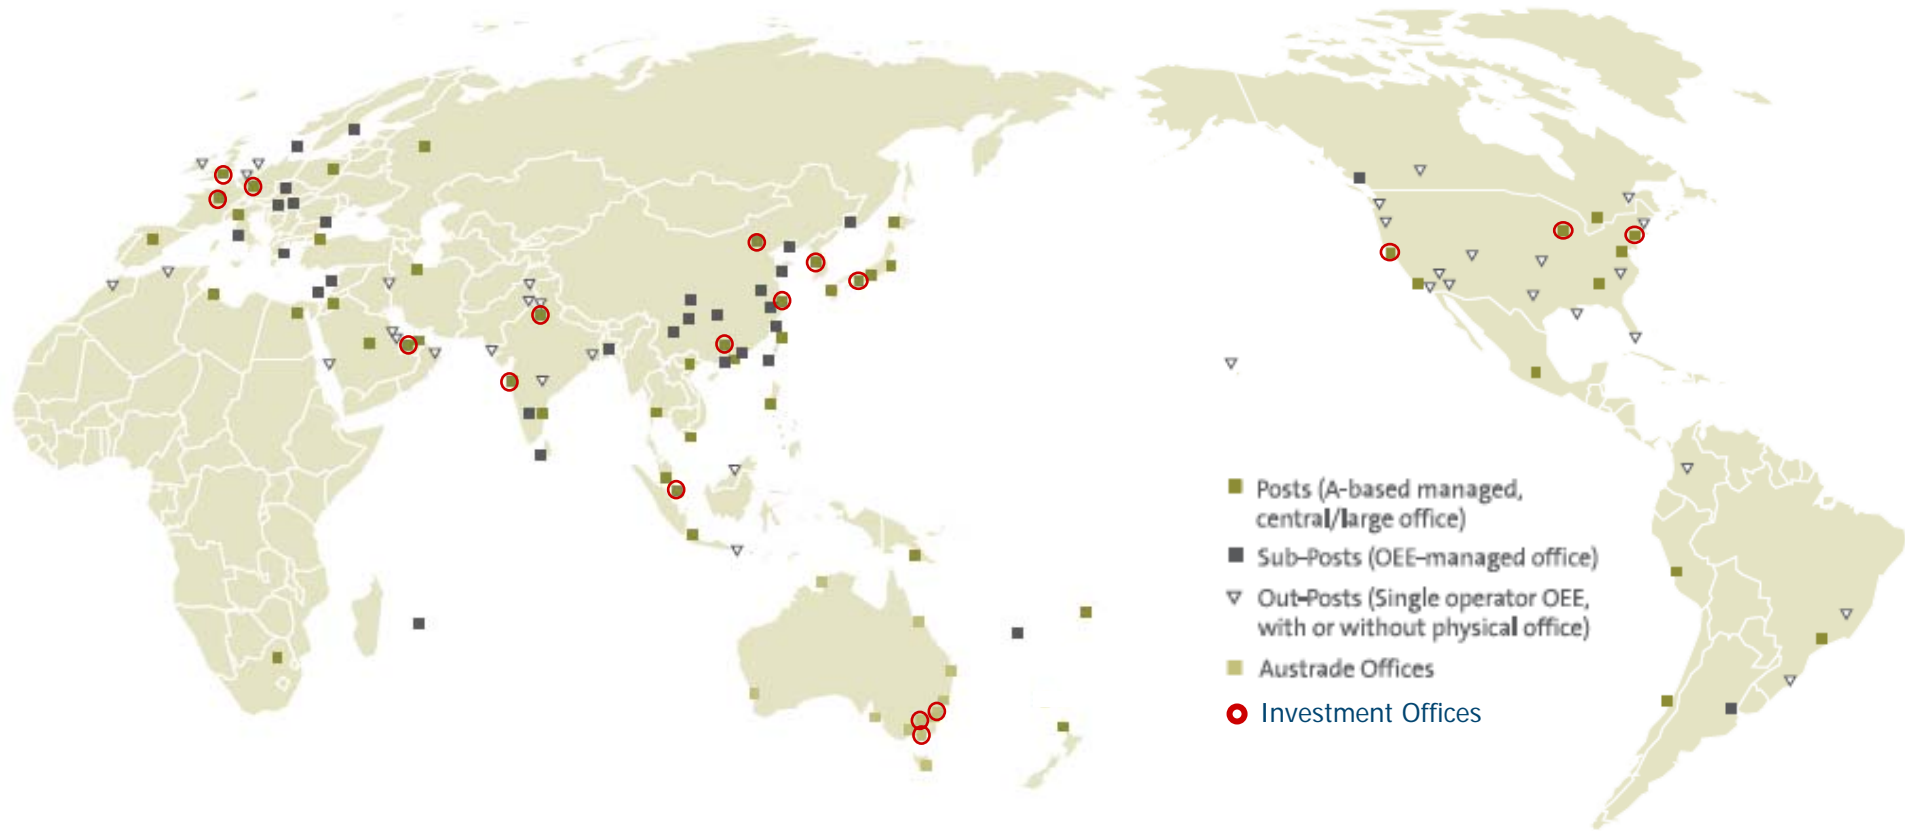 Posts (A-based managed,
central/large office)
Sub-Posts (OEE-managed office)
Out-Posts (Single operator OEE,
with or without physical office)
Austrade Offices
Investment Offices